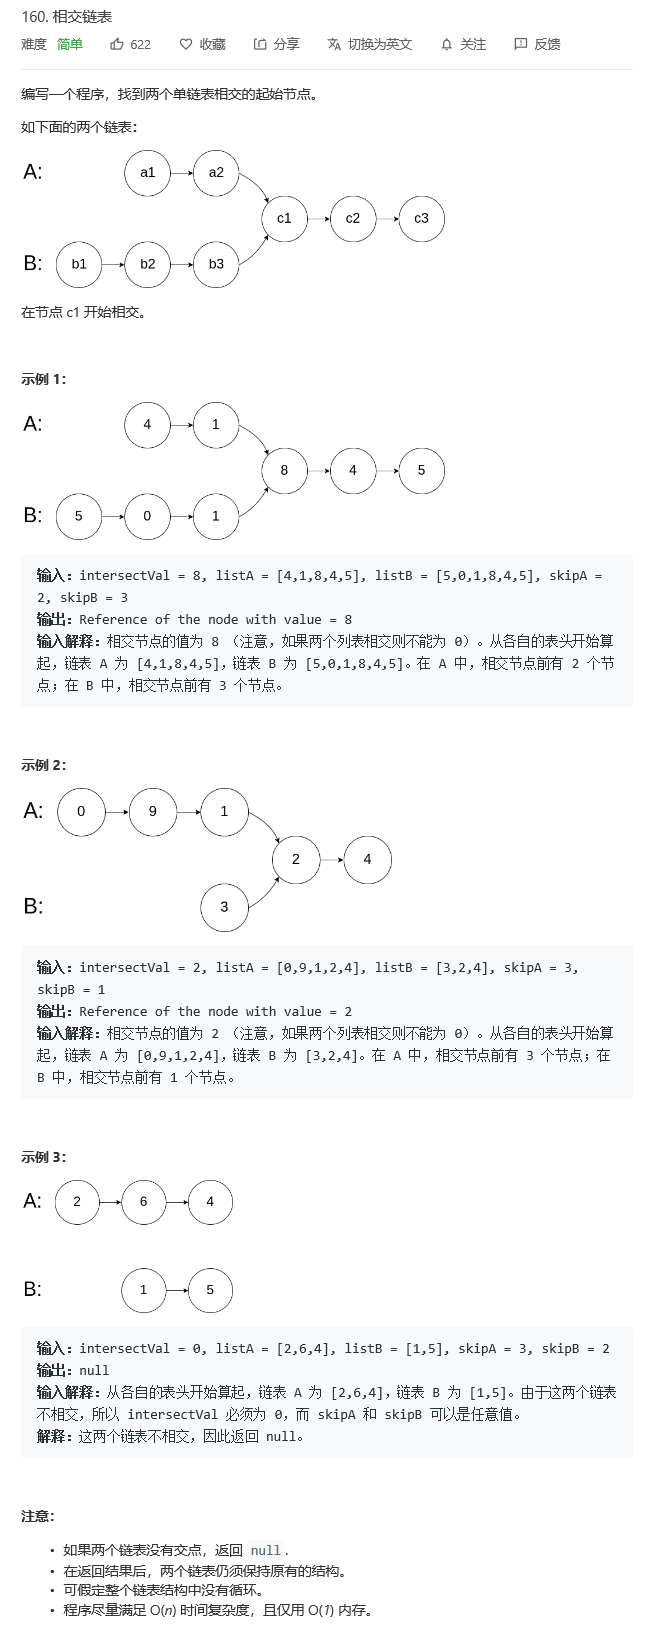 160. 相交链表
难度 简单 622 收藏 分享 切换为英文 关注 反馈
编写一个程序，找到两个单链表相交的起始节点。
如下面的两个链表：
A: a1 a2
c1 c2 c3
B: b1 b2 b3
在节点 c1 开始相交。
示例 1：
A: 4 1
8 4 5
B: 5 0 1
输入：intersectVal = 8, listA = [4,1,8,4,5], listB = [5,0,1,8,4,5], skipA =
2, skipB = 3
输出：Reference of the node with value = 8
输入解释：相交节点的值为 8 （注意，如果两个列表相交则不能为 0）。从各自的表头开始算
起，链表 A 为 [4,1,8,4,5]，链表 B 为 [5,0,1,8,4,5]。在 A 中，相交节点前有 2 个节
点；在 B 中，相交节点前有 3 个节点。
示例 2：
A: 0 9 1
2 4
B: 3
输入：intersectVal = 2, listA = [0,9,1,2,4], listB = [3,2,4], skipA = 3,
skipB = 1
输出：Reference of the node with value = 2
输入解释：相交节点的值为 2 （注意，如果两个列表相交则不能为 0）。从各自的表头开始算
起，链表 A 为 [0,9,1,2,4]，链表 B 为 [3,2,4]。在 A 中，相交节点前有 3 个节点；在
B 中，相交节点前有 1 个节点。
示例 3：
A: 2 6 4
B: 1 5
输入：intersectVal = 0, listA = [2,6,4], listB = [1,5], skipA = 3, skipB = 2
输出：null
输入解释：从各自的表头开始算起，链表 A 为 [2,6,4]，链表 B 为 [1,5]。由于这两个链表
不相交，所以 intersectVal 必须为 0，而 skipA 和 skipB 可以是任意值。
解释：这两个链表不相交，因此返回 null。
注意：
• 如果两个链表没有交点，返回 null.
• 在返回结果后，两个链表仍须保持原有的结构。
• 可假定整个链表结构中没有循环。
• 程序尽量满足 O(n) 时间复杂度，且仅用 O(1) 内存。